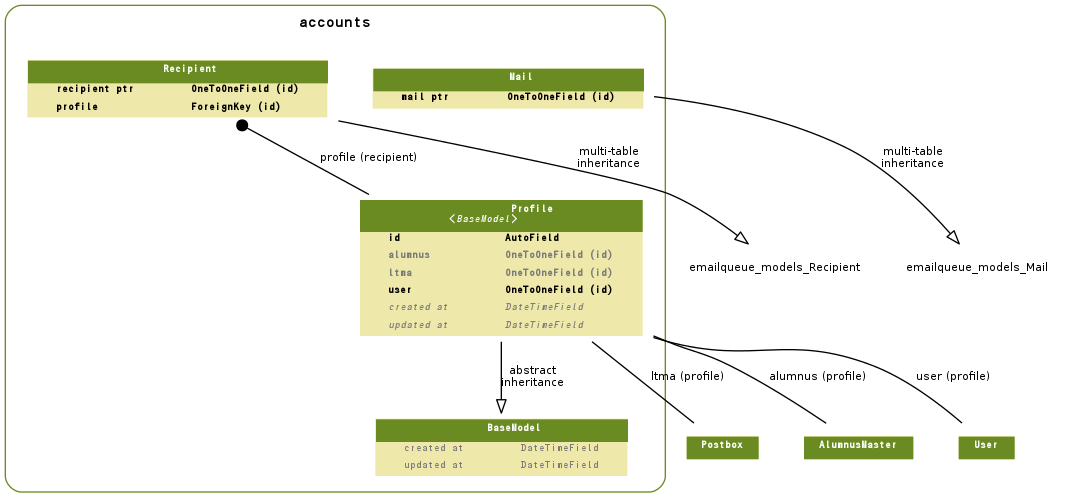 accounts
Recipient
recipient ptr OneToOneField (id)
profile ForeignKey (id)
Mail
mail ptr OneToOneField (id)
profile (recipient)
multi-table
inheritance
multi-table
inheritance
Profile
<BaseModel>
id AutoField
alumnus OneToOneField (id)
ltma OneToOneField (id)
user OneToOneField (id)
created at DateTimeField
updated at DateTimeField
emailqueue_models_Recipient
emailqueue_models_Mail
abstract
inheritance
ltma (profile)
alumnus (profile)
user (profile)
BaseModel
created at DateTimeField
updated at DateTimeField
Postbox
AlumnusMaster
User